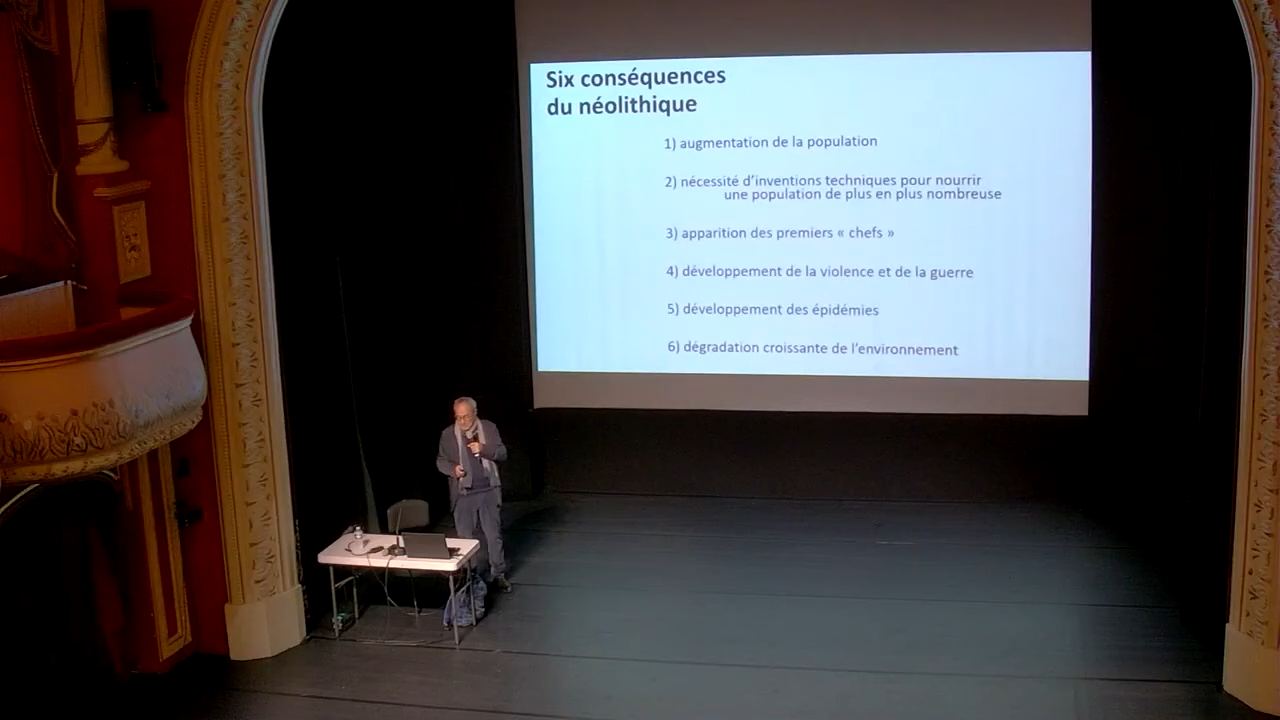 Six conséquences
du néolithique
1) augmentation de la population
2) nécessité d’inventions techniques pour nourrir
une population de plus en plus nombreuse
3) apparition des premiers « chefs »
4) développement de la violence et de la guerre
5) développement des épidémies
6) dégradation croissante de l’environnement